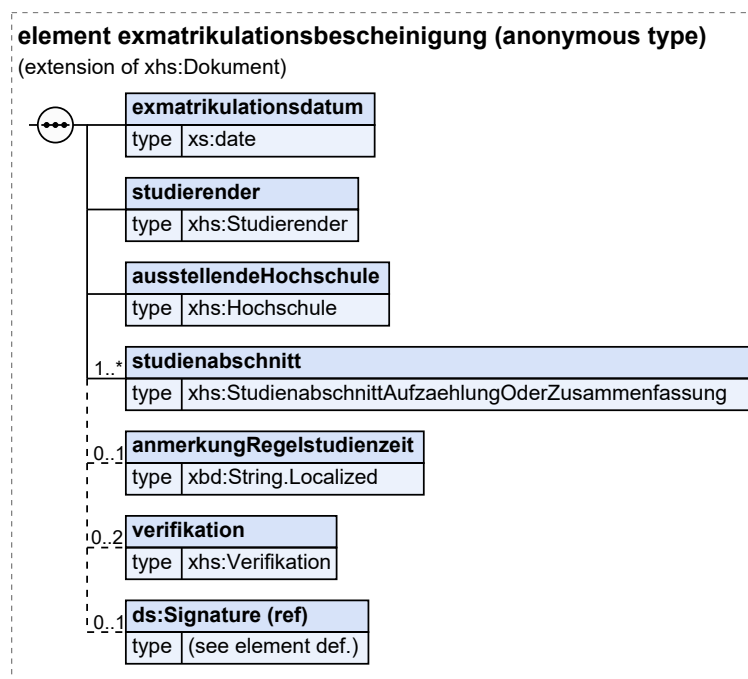 element exmatrikulationsbescheinigung (anonymous type)
(extension of xhs:Dokument)
exmatrikulationsdatum
type xs:date
studierender
type xhs:Studierender
ausstellendeHochschule
type xhs:Hochschule
1..* studienabschnitt
type xhs:StudienabschnittAufzaehlungOderZusammenfassung
0..1 anmerkungRegelstudienzeit
type xbd:String.Localized
0..2 verifikation
type xhs:Verifikation
0..1 ds:Signature (ref)
type (see element def.)